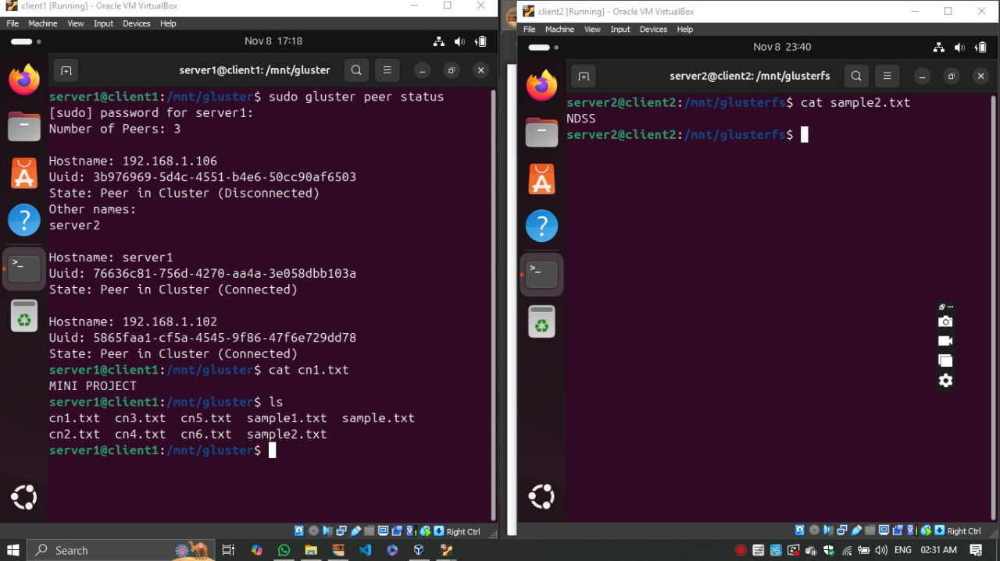 client1 [Running] - Oracle VM VirtualBox
File Machine View Input Devices Help
Nov 8 17:18
server1@client1: /mnt/gluster
server1@client1:/mnt/gluster$ sudo gluster peer status
[sudo] password for server1:
Number of Peers: 3
Hostname: 192.168.1.106
Uuid: 3b976969-5d4c-4551-b4e6-50cc90af6503
State: Peer in Cluster (Disconnected)
Other names:
server2
Hostname: server1
Uuid: 76636c81-756d-4270-aa4a-3e058dbb103a
State: Peer in Cluster (Connected)
Hostname: 192.168.1.102
Uuid: 5865faa1-cf5a-4545-9f86-47f6e729dd78
State: Peer in Cluster (Connected)
server1@client1:/mnt/gluster$ cat cn1.txt
MINI PROJECT
server1@client1:/mnt/gluster$ ls
cn1.txt cn3.txt cn5.txt sample1.txt sample.txt
cn2.txt cn4.txt cn6.txt sample2.txt
server1@client1:/mnt/gluster$
Right Ctrl
client2 [Running] - Oracle VM VirtualBox
File Machine View Input Devices Help
Nov 8 23:40
server2@client2: /mnt/glusterfs
server2@client2:/mnt/glusterfs$ cat sample2.txt
NDSS
server2@client2:/mnt/glusterfs$
Right Ctrl
Search
ENG 02:31 AM